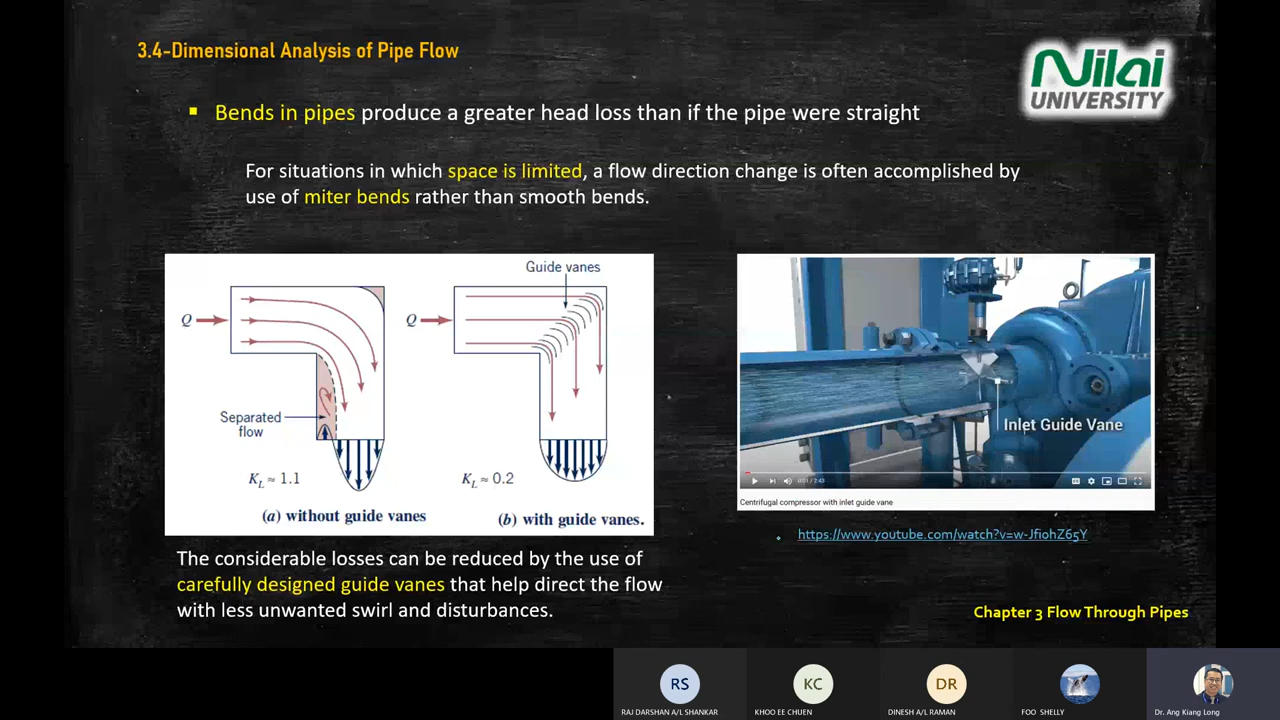 3.4-Dimensional Analysis of Pipe Flow
Nilai
UNIVERSITY
▪ Bends in pipes produce a greater head loss than if the pipe were straight
For situations in which space is limited, a flow direction change is often accomplished by
use of miter bends rather than smooth bends.
Guide vanes
Q
Q
Separated
flow
K_L ≈ 1.1
K_L ≈ 0.2
(a) without guide vanes
(b) with guide vanes.
Inlet Guide Vane
0:01 / 2:43
Centrifugal compressor with inlet guide vane
https://www.youtube.com/watch?v=w-JfiohZ65Y
The considerable losses can be reduced by the use of
carefully designed guide vanes that help direct the flow
with less unwanted swirl and disturbances.
Chapter 3 Flow Through Pipes
RS
KC
DR
RAJ DARSHAN A/L SHANKAR
KHOO EE CHUEN
DINESH A/L RAMAN
FOO SHELLY
Dr. Ang Kiang Long